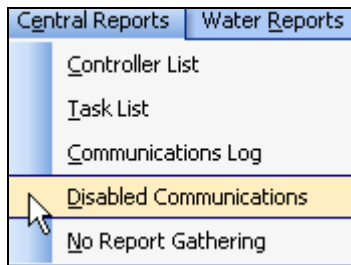 Central Reports Water Reports
Controller List
Task List
Communications Log
Disabled Communications
No Report Gathering